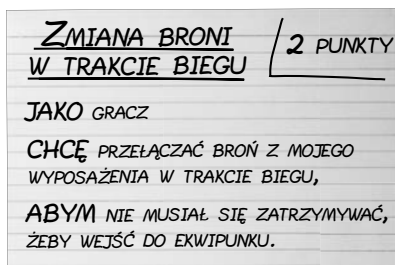 ZMIANA BRONI
W TRAKCIE BIEGU
2 PUNKTY
JAKO GRACZ
CHCĘ PRZEŁĄCZAĆ BROŃ Z MOJEGO
WYPOSAŻENIA W TRAKCIE BIEGU,
ABYM NIE MUSIAŁ SIĘ ZATRZYMYWAĆ,
ŻEBY WEJŚĆ DO EKWIPUNKU.